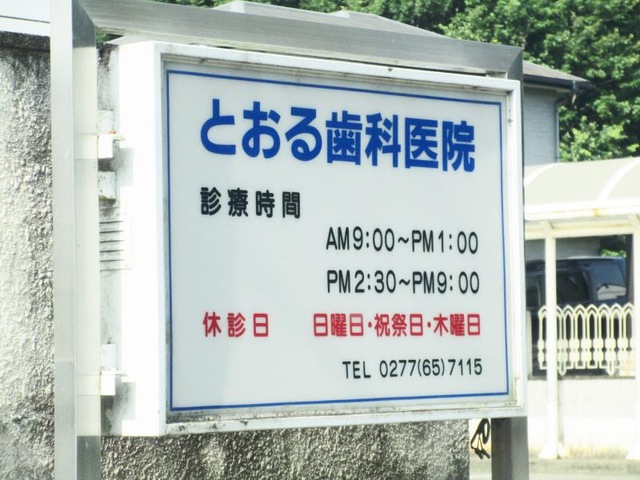 とおる歯科医院
診療時間
AM9:00～PM1:00
PM2:30～PM9:00
休診日 日曜日・祝祭日・木曜日
TEL 0277(65)7115